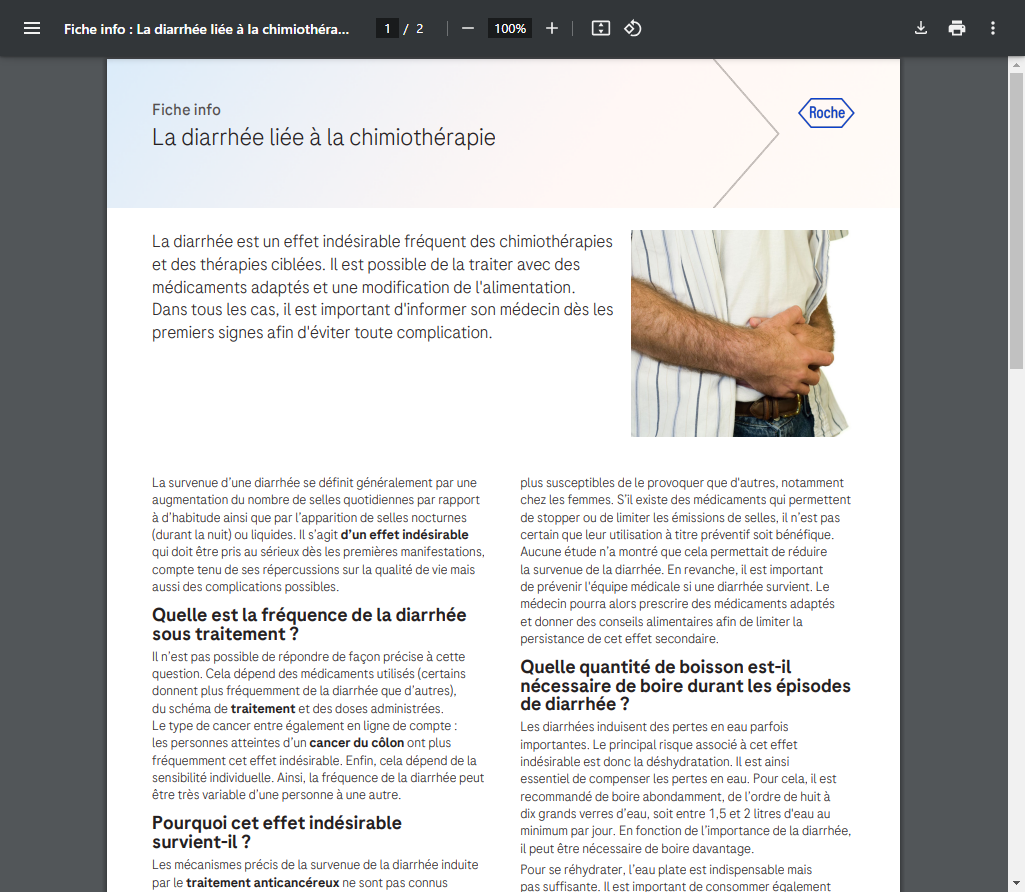 Fiche info : La diarrhée liée à la chimiothéra...
1 / 2
100%
Fiche info
La diarrhée liée à la chimiothérapie
Roche
La diarrhée est un effet indésirable fréquent des chimiothérapies
et des thérapies ciblées. Il est possible de la traiter avec des
médicaments adaptés et une modification de l'alimentation.
Dans tous les cas, il est important d'informer son médecin dès les
premiers signes afin d'éviter toute complication.
La survenue d’une diarrhée se définit généralement par une
augmentation du nombre de selles quotidiennes par rapport
à d’habitude ainsi que par l’apparition de selles nocturnes
(durant la nuit) ou liquides. Il s’agit d’un effet indésirable
qui doit être pris au sérieux dès les premières manifestations,
compte tenu de ses répercussions sur la qualité de vie mais
aussi des complications possibles.
Quelle est la fréquence de la diarrhée
sous traitement ?
Il n’est pas possible de répondre de façon précise à cette
question. Cela dépend des médicaments utilisés (certains
donnent plus fréquemment de la diarrhée que d’autres),
du schéma de traitement et des doses administrées.
Le type de cancer entre également en ligne de compte :
les personnes atteintes d’un cancer du côlon ont plus
fréquemment cet effet indésirable. Enfin, cela dépend de la
sensibilité individuelle. Ainsi, la fréquence de la diarrhée peut
être très variable d’une personne à une autre.
Pourquoi cet effet indésirable
survient-il ?
Les mécanismes précis de la survenue de la diarrhée induite
par le traitement anticancéreux ne sont pas connus
plus susceptibles de le provoquer que d'autres, notamment
chez les femmes. S’il existe des médicaments qui permettent
de stopper ou de limiter les émissions de selles, il n’est pas
certain que leur utilisation à titre préventif soit bénéfique.
Aucune étude n’a montré que cela permettait de réduire
la survenue de la diarrhée. En revanche, il est important
de prévenir l'équipe médicale si une diarrhée survient. Le
médecin pourra alors prescrire des médicaments adaptés
et donner des conseils alimentaires afin de limiter la
persistance de cet effet secondaire.
Quelle quantité de boisson est-il
nécessaire de boire durant les épisodes
de diarrhée ?
Les diarrhées induisent des pertes en eau parfois
importantes. Le principal risque associé à cet effet
indésirable est donc la déshydratation. Il est ainsi
essentiel de compenser les pertes en eau. Pour cela, il est
recommandé de boire abondamment, de l’ordre de huit à
dix grands verres d’eau, soit entre 1,5 et 2 litres d'eau au
minimum par jour. En fonction de l’importance de la diarrhée,
il peut être nécessaire de boire davantage.
Pour se réhydrater, l’eau plate est indispensable mais
pas suffisante. Il est important de consommer également